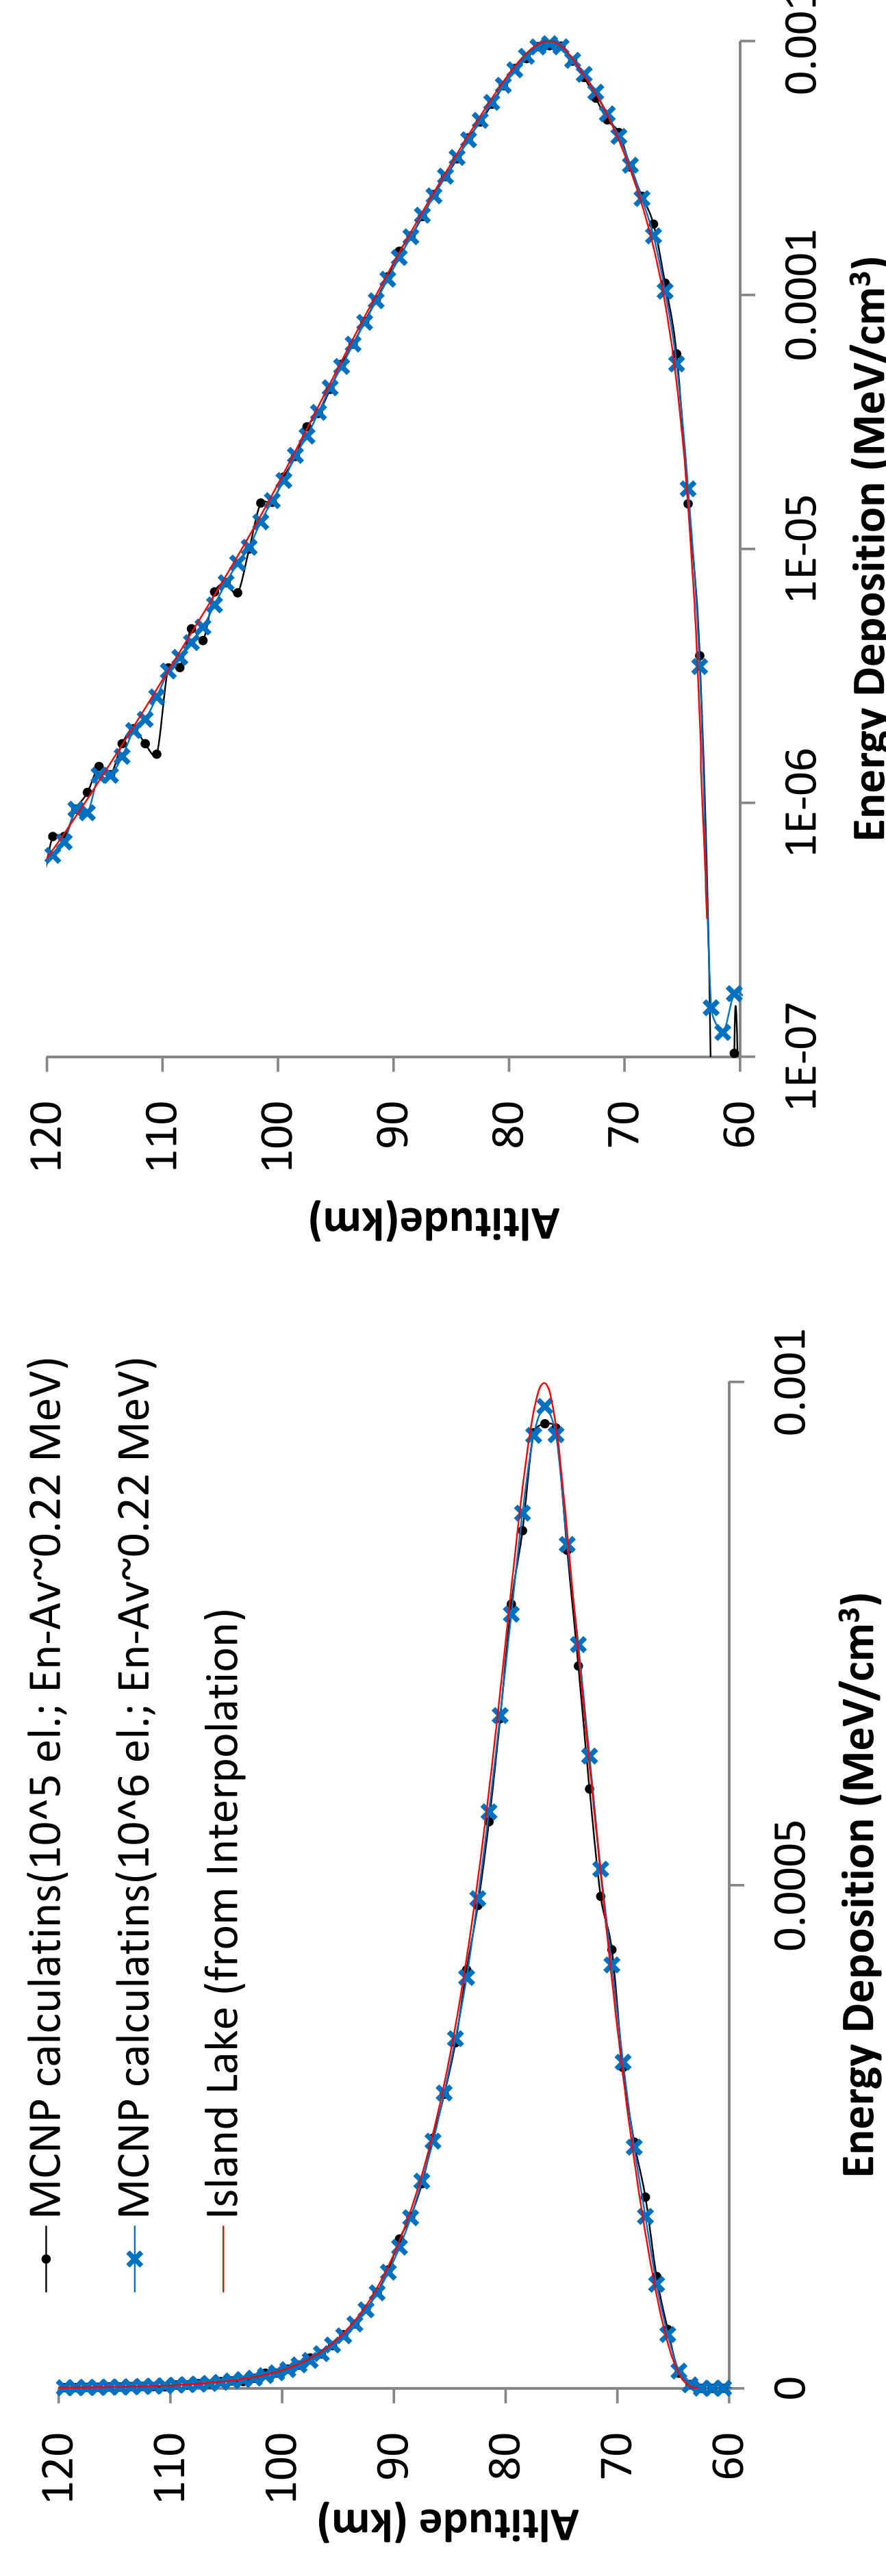 MCNP calculatins(10^5 el.; En-Av~0.22 MeV)
MCNP calculatins(10^6 el.; En-Av~0.22 MeV)
Island Lake (from Interpolation)
Altitude (km)
120
110
100
90
80
70
60
0
0.0005
0.001
Energy Deposition (MeV/cm³)
Altitude(km)
120
110
100
90
80
70
60
1E-07
1E-06
1E-05
0.0001
0.001
Energy Deposition (MeV/cm³)